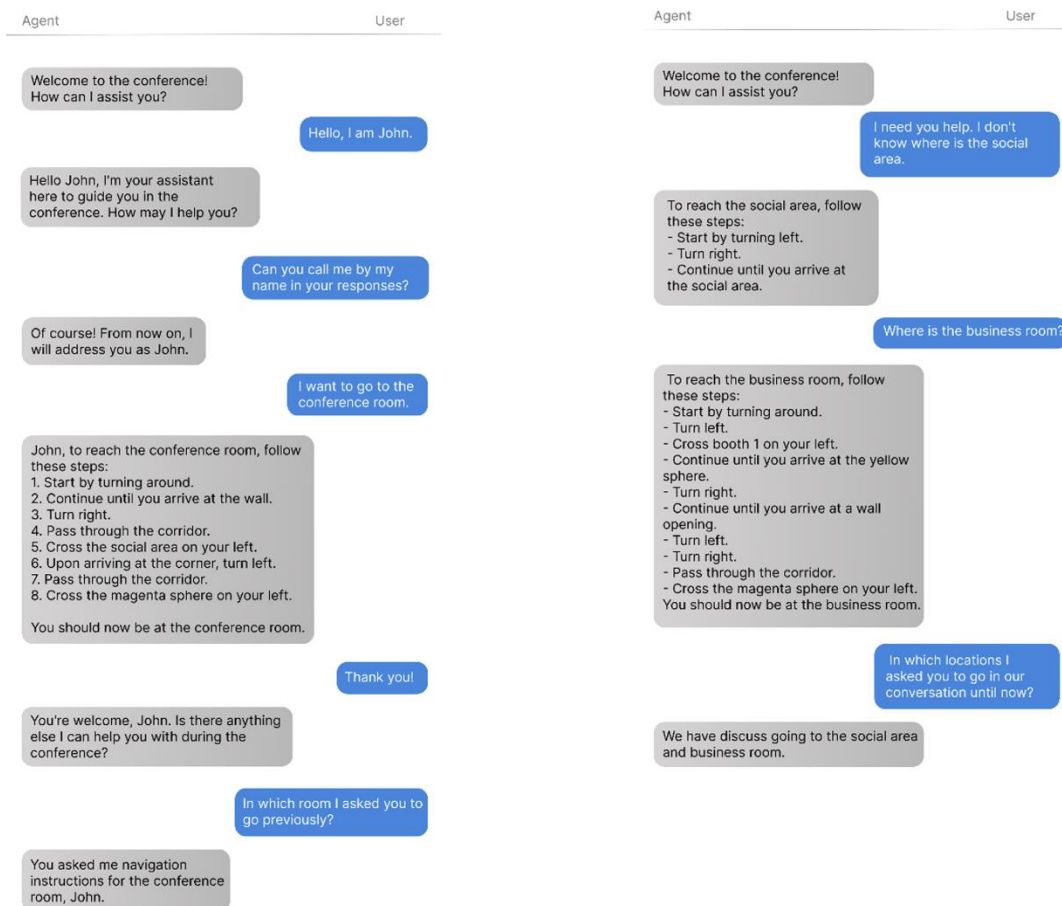 Agent
User
Welcome to the conference!
How can I assist you?
Hello, I am John.
Hello John, I'm your assistant
here to guide you in the
conference. How may I help you?
Can you call me by my
name in your responses?
Of course! From now on, I
will address you as John.
I want to go to the
conference room.
John, to reach the conference room, follow
these steps:
1. Start by turning around.
2. Continue until you arrive at the wall.
3. Turn right.
4. Pass through the corridor.
5. Cross the social area on your left.
6. Upon arriving at the corner, turn left.
7. Pass through the corridor.
8. Cross the magenta sphere on your left.
You should now be at the conference room.
Thank you!
You're welcome, John. Is there anything
else I can help you with during the
conference?
In which room I asked you to
go previously?
You asked me navigation
instructions for the conference
room, John.
Agent
User
Welcome to the conference!
How can I assist you?
I need you help. I don't
know where is the social
area.
To reach the social area, follow
these steps:
- Start by turning left.
- Turn right.
- Continue until you arrive at
the social area.
Where is the business room?
To reach the business room, follow
these steps:
- Start by turning around.
- Turn left.
- Cross booth 1 on your left.
- Continue until you arrive at the yellow
sphere.
- Turn right.
- Continue until you arrive at a wall
opening.
- Turn left.
- Turn right.
- Pass through the corridor.
- Cross the magenta sphere on your left.
You should now be at the business room.
In which locations I
asked you to go in our
conversation until now?
We have discuss going to the social area
and business room.